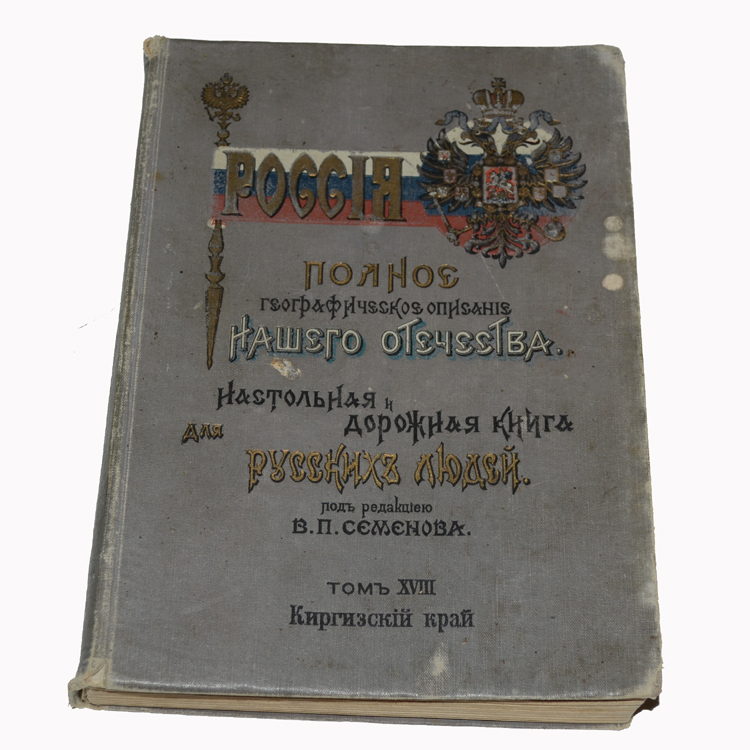 РОССІЯ
ПОЛНОЕ
ГЕОГРАФИЧЕСКОЕ ОПИСАНІЕ
НАШЕГО ОТЕЧЕСТВА.
НАСТОЛЬНАЯ и
ДОРОЖНАЯ КНИГА
для
РУССКИХЪ ЛЮДЕЙ.
подъ редакціею
В.П. СЕМЕНОВА.
ТОМЪ XVIII
Киргизскій край